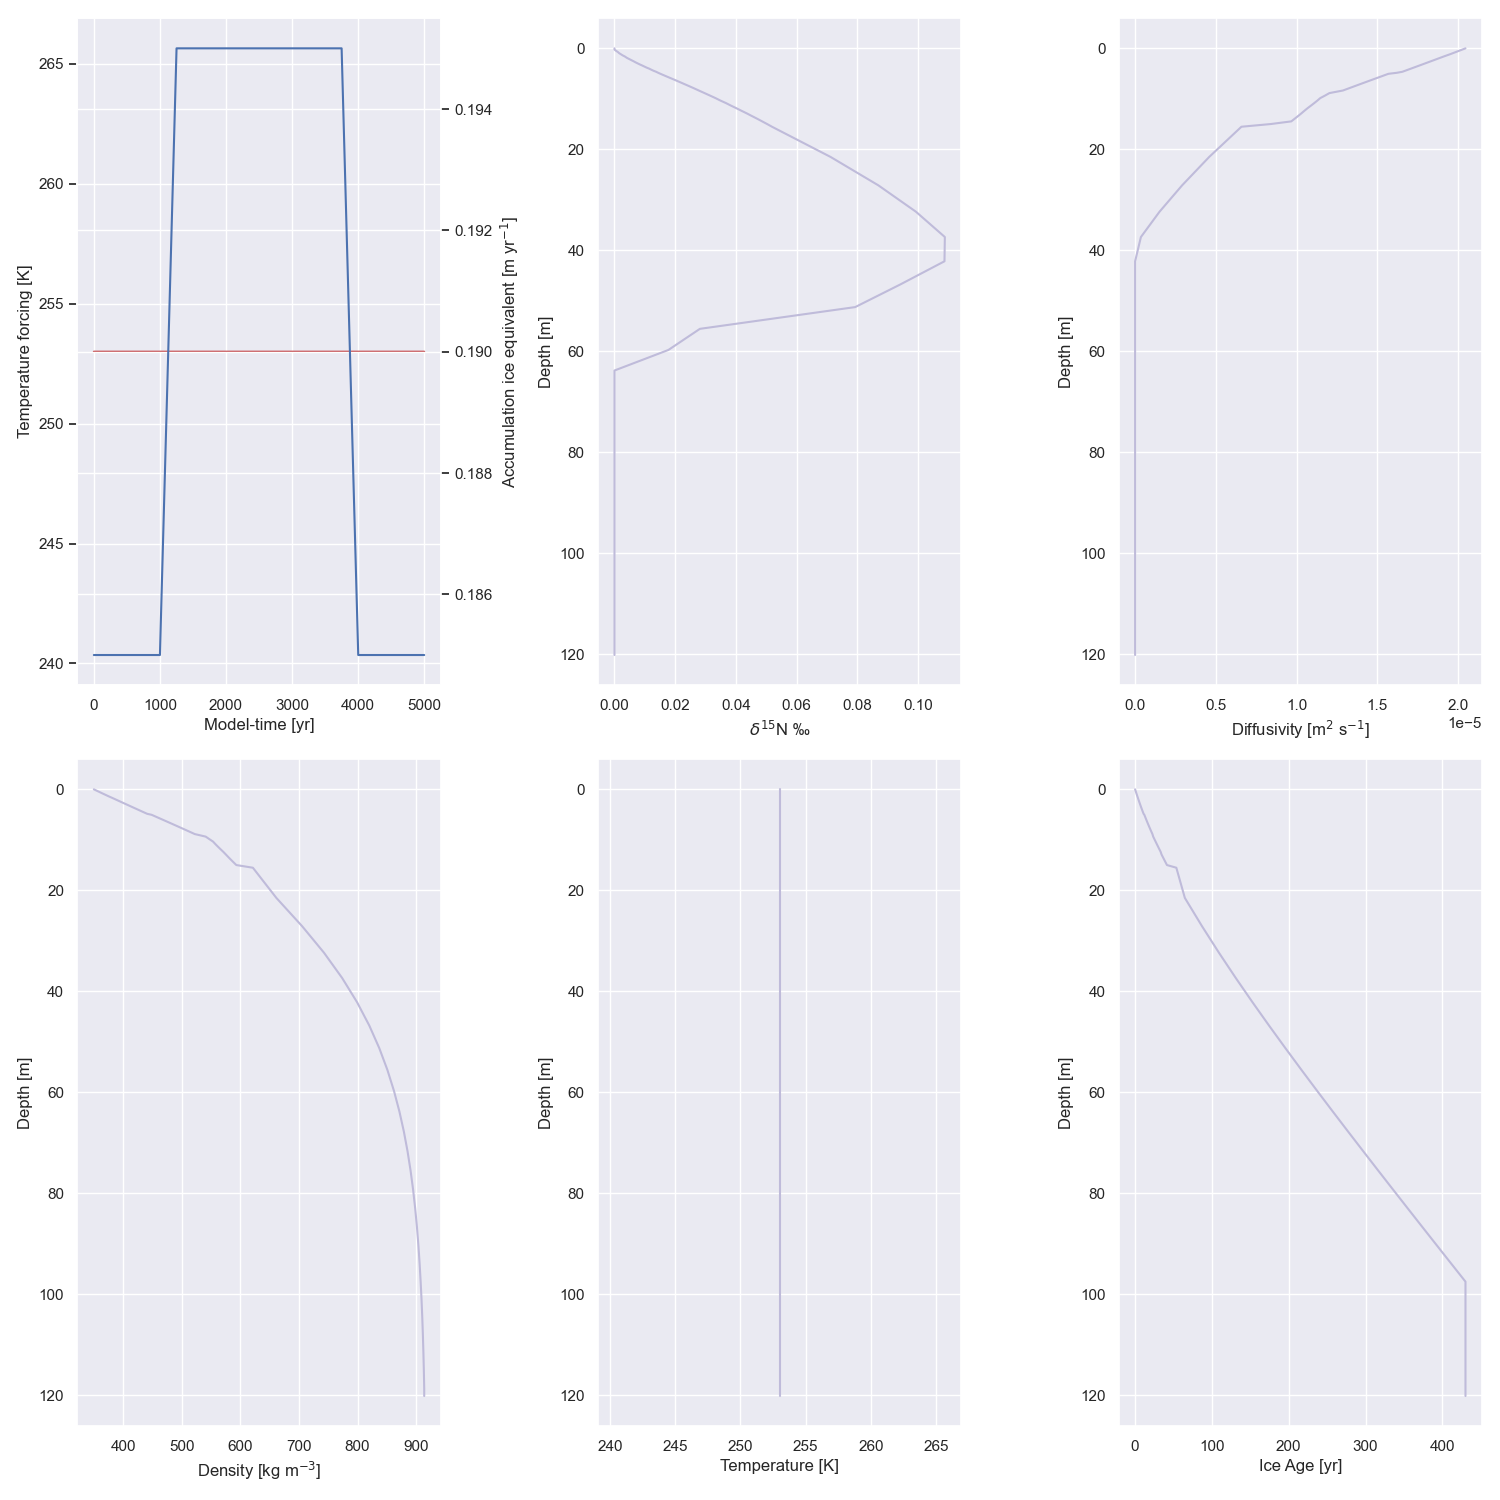 265
260
255
250
245
240
Temperature forcing [K]
0.194
0.192
0.190
0.188
0.186
Accumulation ice equivalent [m yr⁻¹]
0 1000 2000 3000 4000 5000
Model-time [yr]
0
20
40
60
80
100
120
Depth [m]
0.00 0.02 0.04 0.06 0.08 0.10
δ¹⁵N ‰
0
20
40
60
80
100
120
Depth [m]
0.0 0.5 1.0 1.5 2.0
1e−5
Diffusivity [m² s⁻¹]
0
20
40
60
80
100
120
Depth [m]
400 500 600 700 800 900
Density [kg m⁻³]
0
20
40
60
80
100
120
Depth [m]
240 245 250 255 260 265
Temperature [K]
0
20
40
60
80
100
120
Depth [m]
0 100 200 300 400
Ice Age [yr]